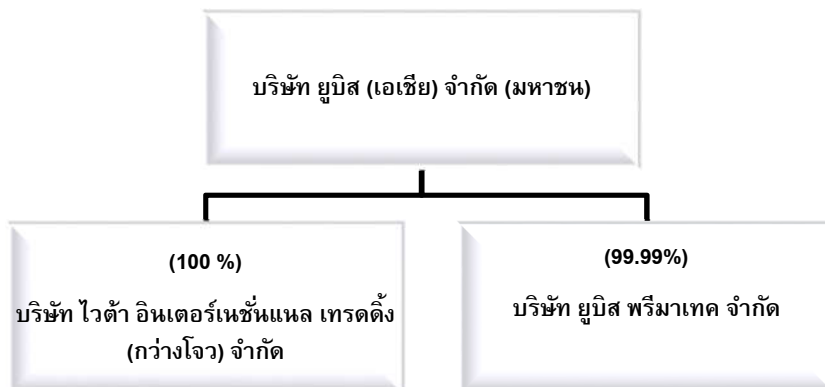 บริษัท ยูบิส (เอเชีย) จำกัด (มหาชน)
(100 %)
บริษัท ไวต้า อินเตอร์เนชั่นแนล เทรดดิ้ง
(กว่างโจว) จำกัด
(99.99%)
บริษัท ยูบิส พรีมาเทค จำกัด